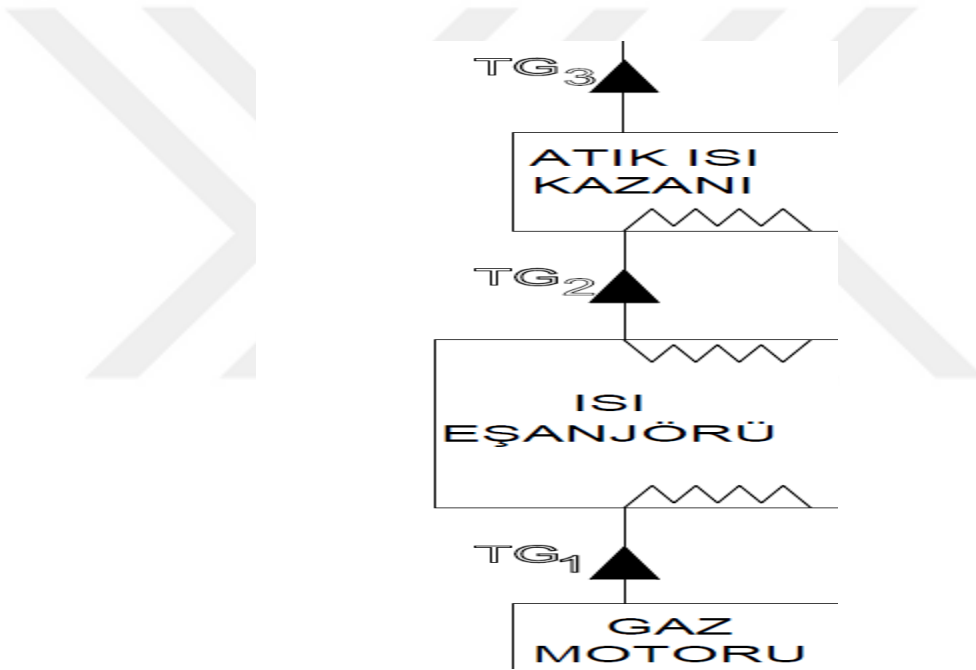 TG3
ATIK ISI
KAZANI
TG2
ISI
EŞANJÖRÜ
TG1
GAZ
MOTORU